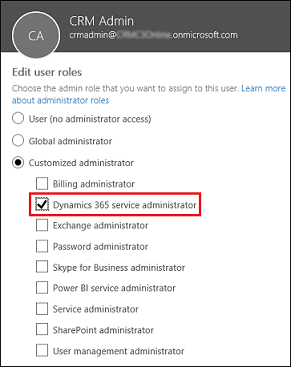 CRM Admin
CA
crmadmin@ .onmicrosoft.com
Edit user roles
Choose the admin role that you want to assign to this user. Learn more
about administrator roles
User (no administrator access)
Global administrator
Customized administrator
Billing administrator
Dynamics 365 service administrator
Exchange administrator
Password administrator
Skype for Business administrator
Power BI service administrator
Service administrator
SharePoint administrator
User management administrator